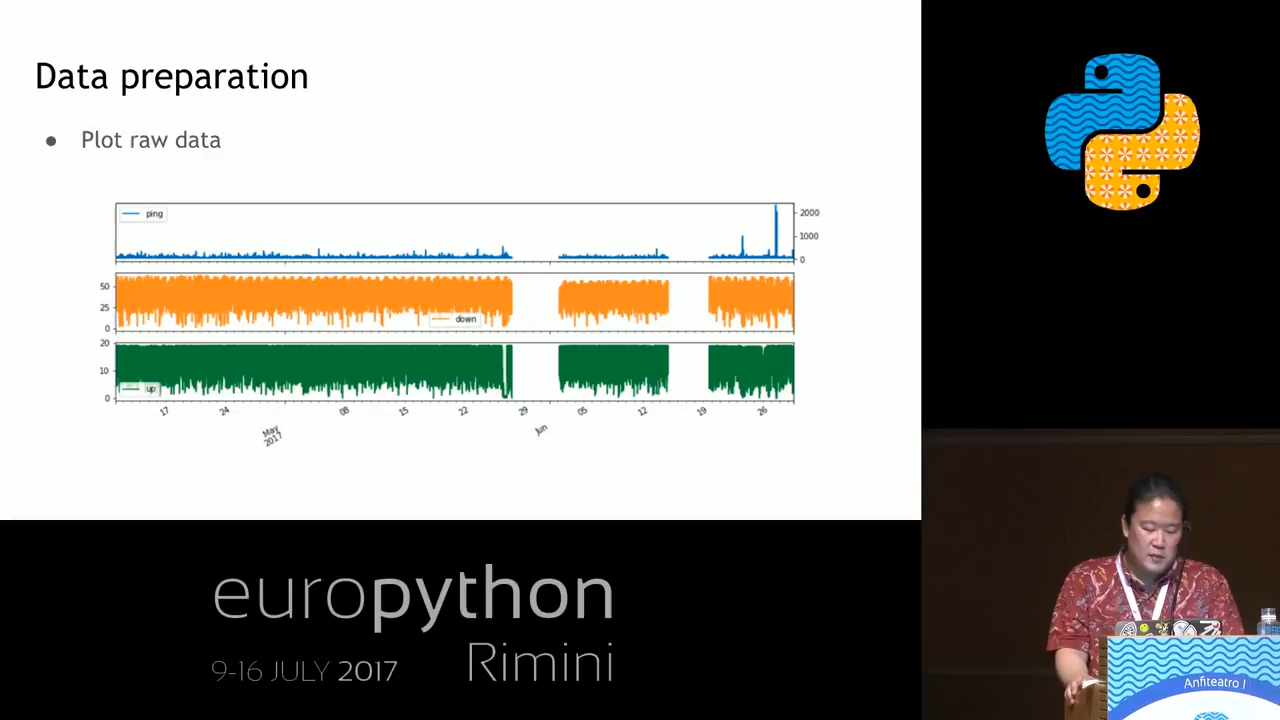 Data preparation
● Plot raw data
ping
2000
1000
0
50
25
0
down
20
10
0
up
17
24
May
2017
08
15
22
29
Jun
05
12
19
26
europython
9-16 JULY 2017
Rimini
Anfiteatro I